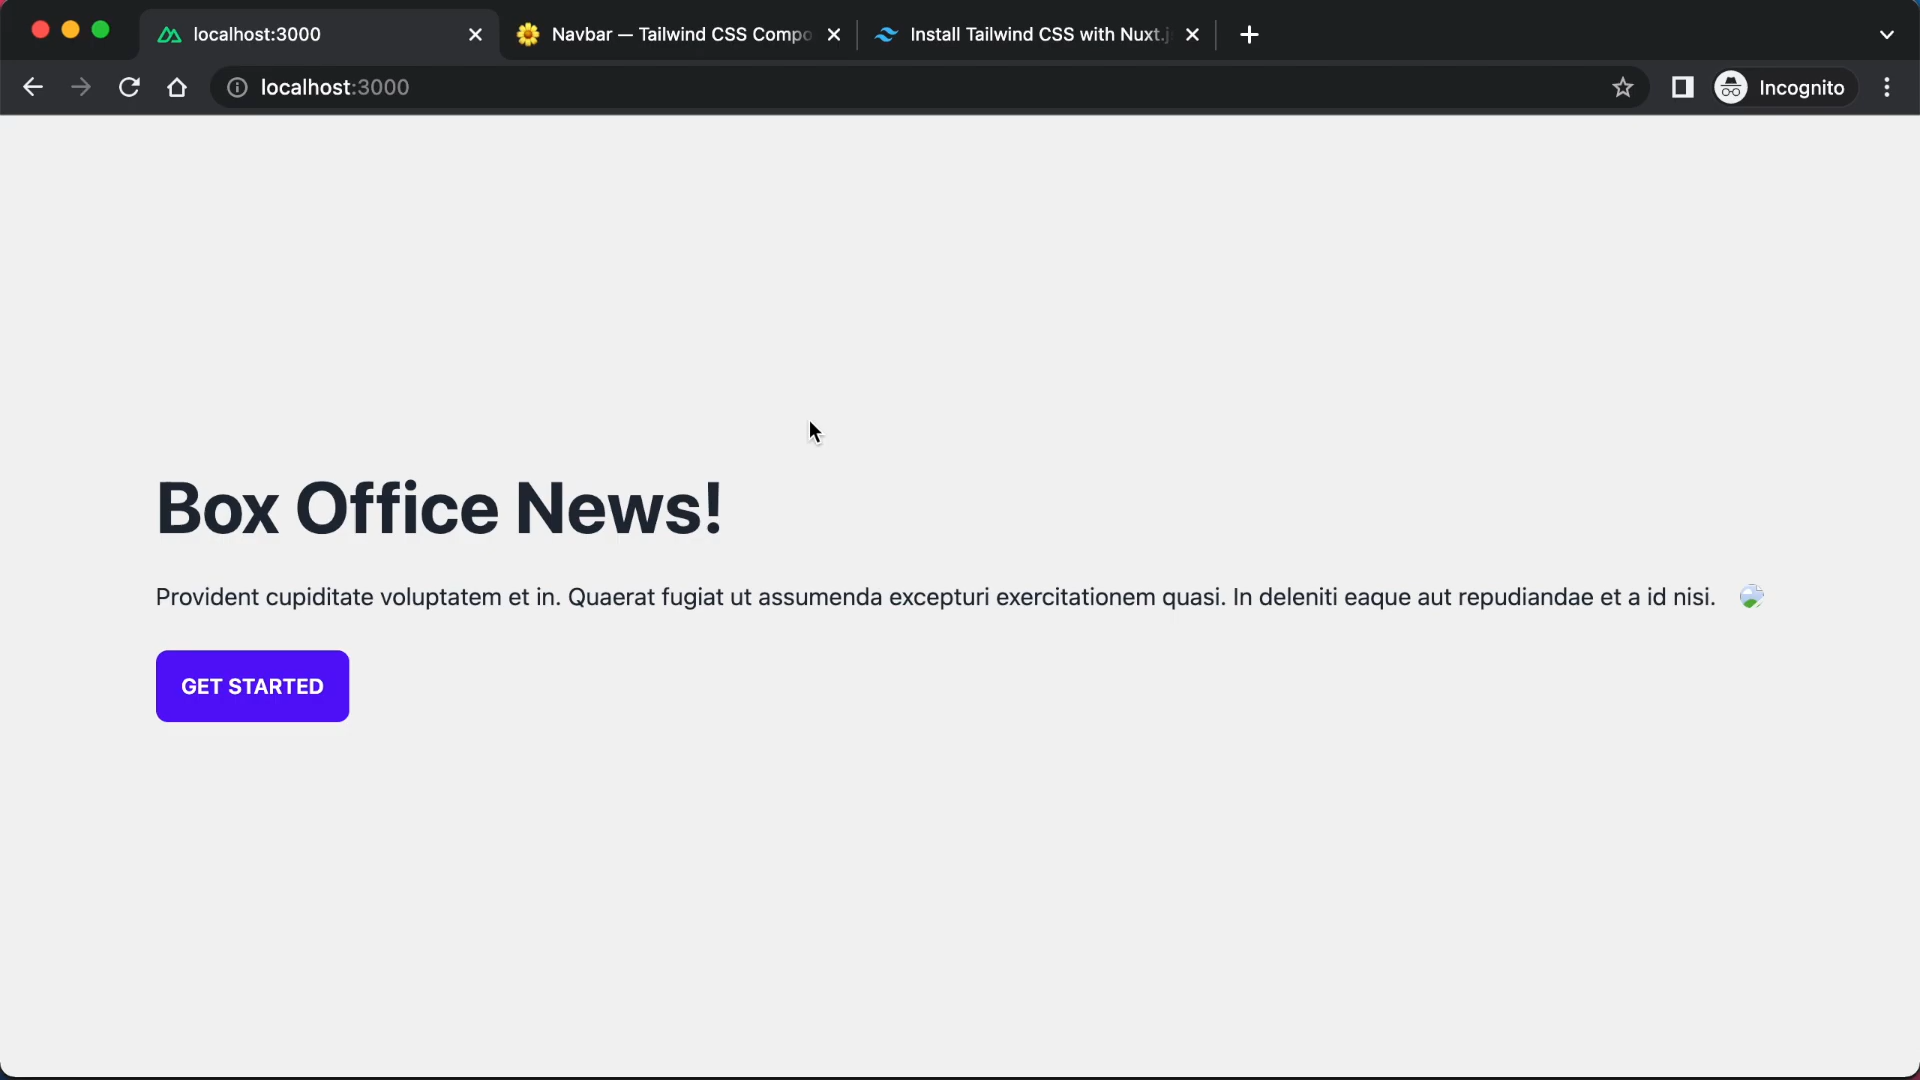 localhost:3000
Navbar — Tailwind CSS Compo
Install Tailwind CSS with Nuxt.j
localhost:3000
Incognito
Box Office News!
Provident cupiditate voluptatem et in. Quaerat fugiat ut assumenda excepturi exercitationem quasi. In deleniti eaque aut repudiandae et a id nisi.
GET STARTED